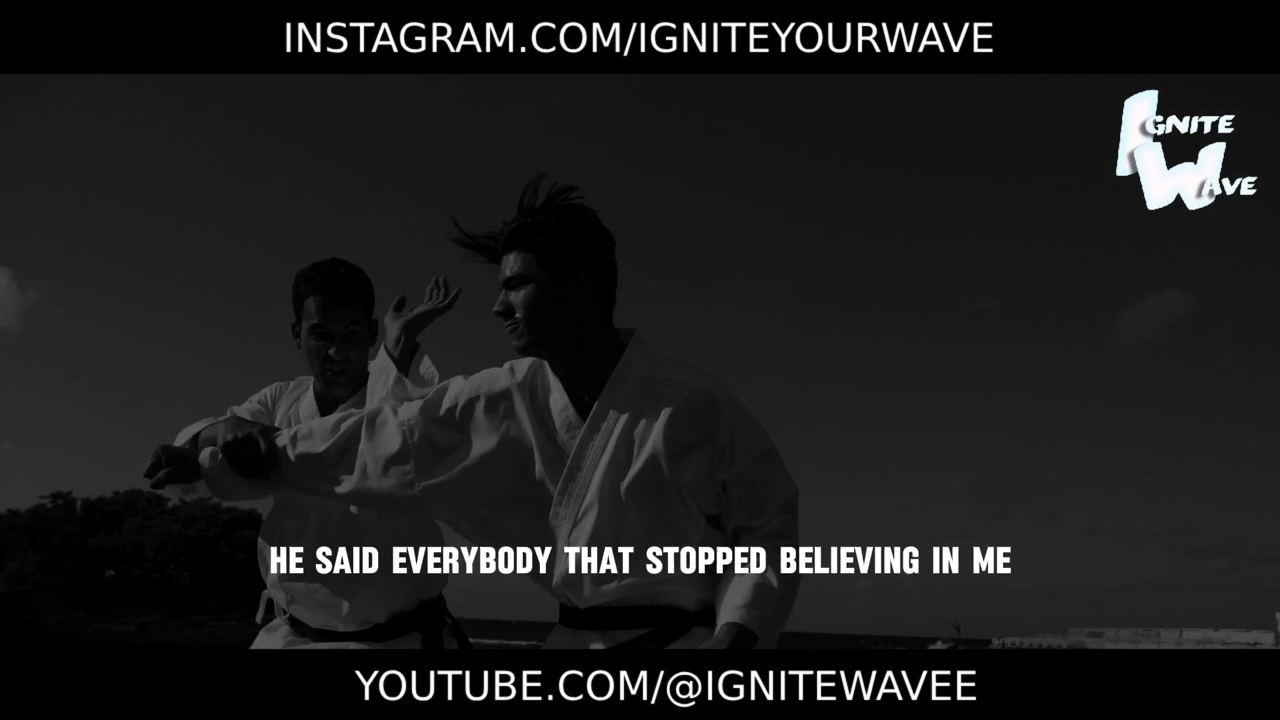 INSTAGRAM.COM/IGNITEYOURWAVE
IGNITE
WAVE
HE SAID EVERYBODY THAT STOPPED BELIEVING IN ME
YOUTUBE.COM/@IGNITEWAVEE